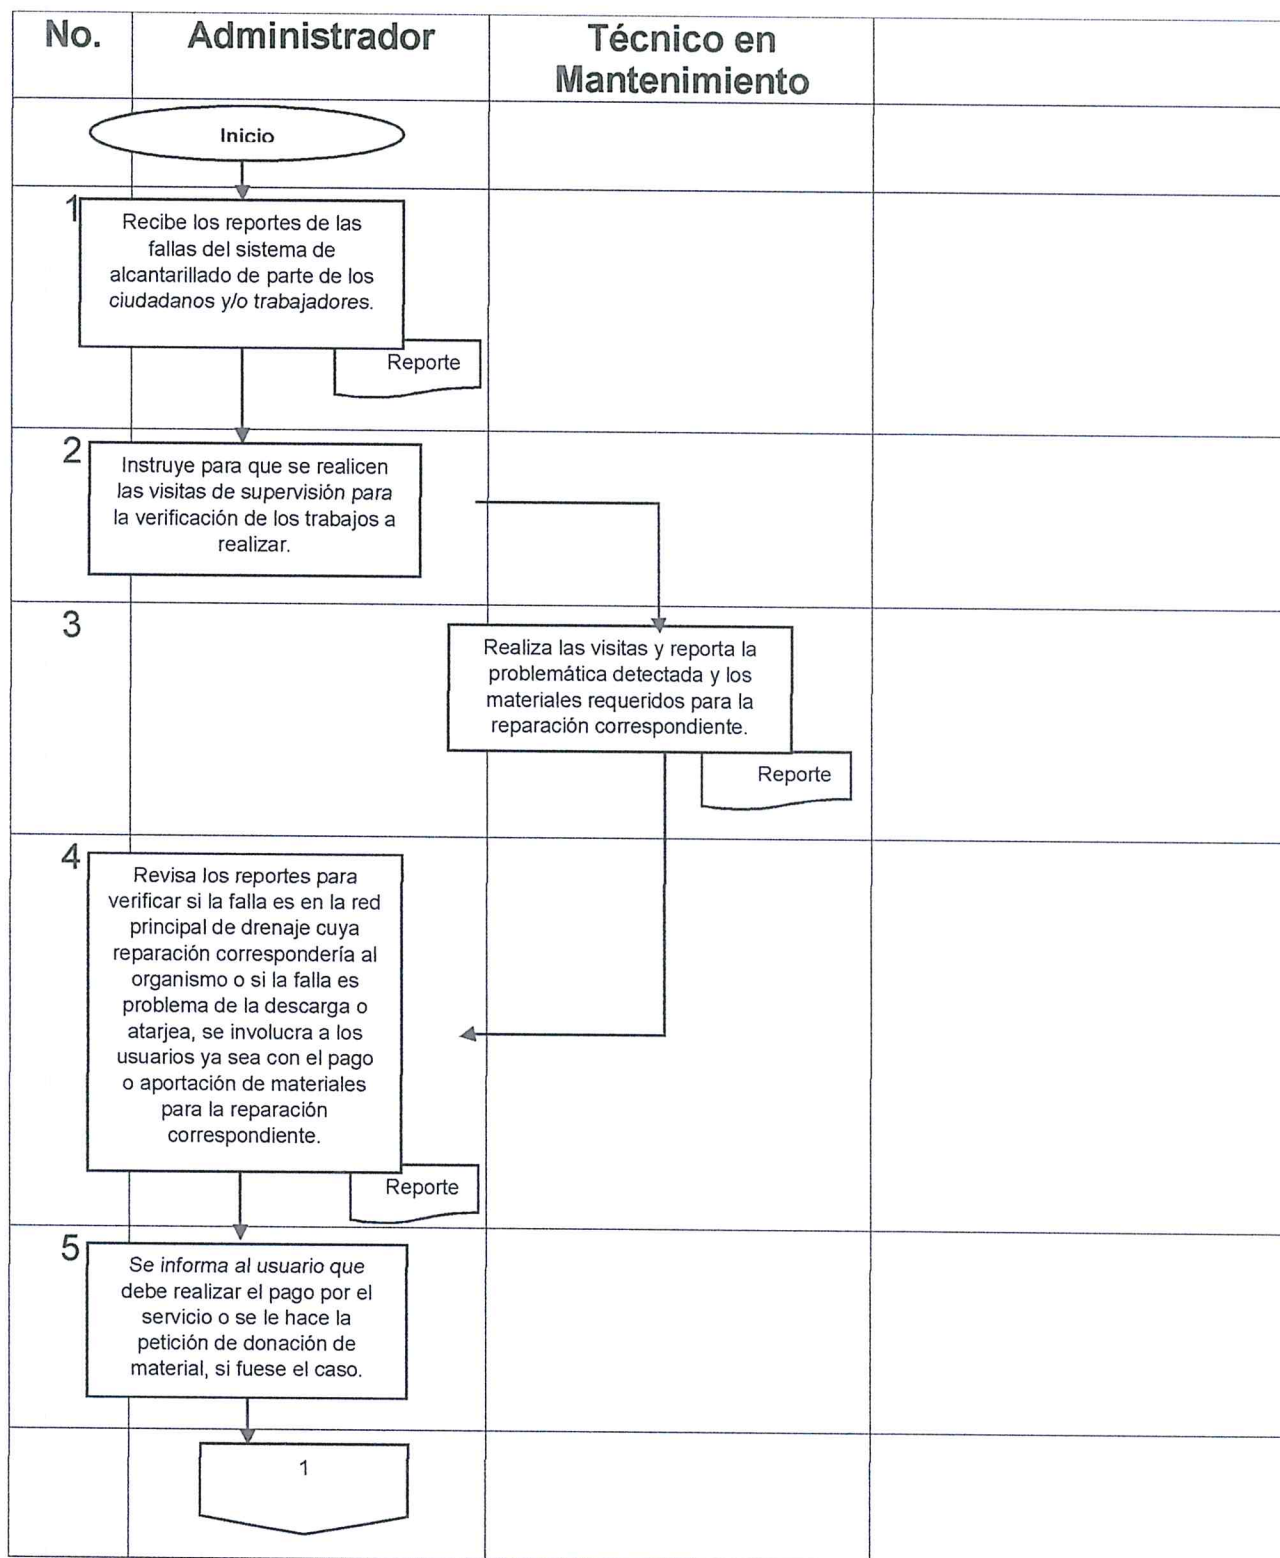 No.
Administrador
Técnico en
Mantenimiento
Inicio
1
Recibe los reportes de las
fallas del sistema de
alcantarillado de parte de los
ciudadanos y/o trabajadores.
Reporte
2
Instruye para que se realicen
las visitas de supervisión para
la verificación de los trabajos a
realizar.
3
Realiza las visitas y reporta la
problemática detectada y los
materiales requeridos para la
reparación correspondiente.
Reporte
4
Revisa los reportes para
verificar si la falla es en la red
principal de drenaje cuya
reparación correspondería al
organismo o si la falla es
problema de la descarga o
atarjea, se involucra a los
usuarios ya sea con el pago
o aportación de materiales
para la reparación
correspondiente.
Reporte
5
Se informa al usuario que
debe realizar el pago por el
servicio o se le hace la
petición de donación de
material, si fuese el caso.
1